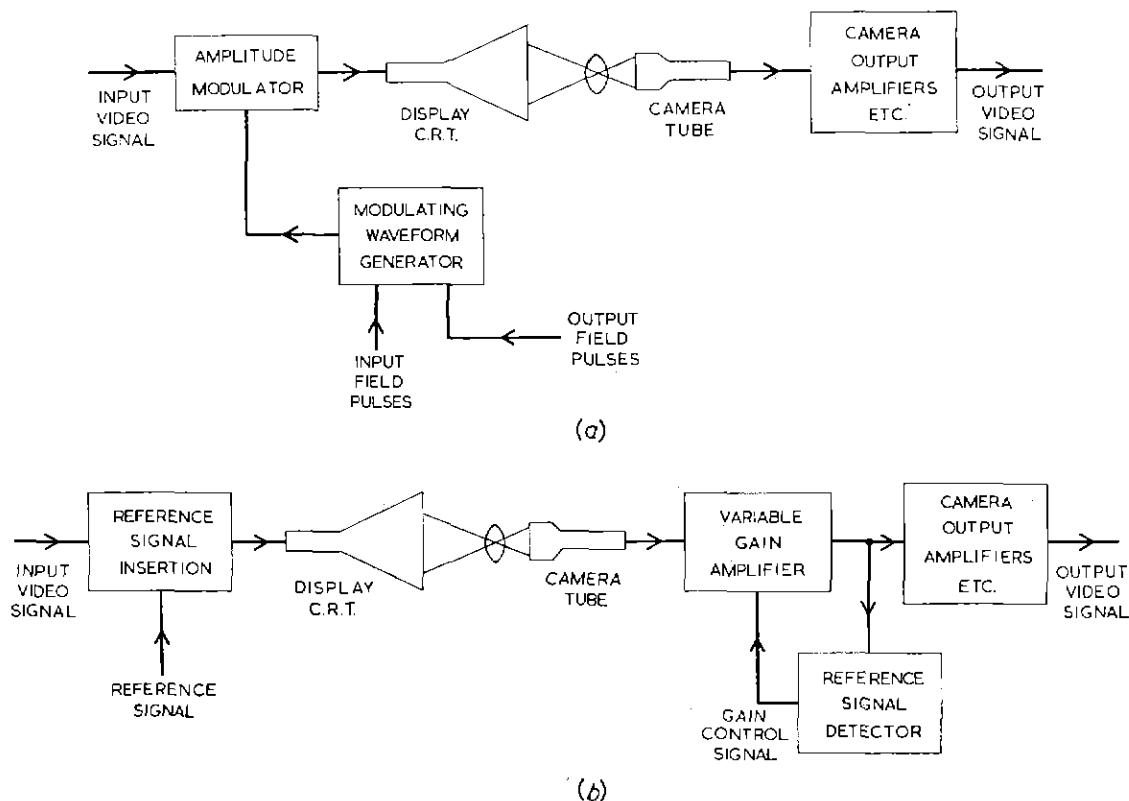 AMPLITUDE
MODULATOR
INPUT
VIDEO
SIGNAL
DISPLAY
C.R.T.
CAMERA
TUBE
CAMERA
OUTPUT
AMPLIFIERS
ETC.
OUTPUT
VIDEO
SIGNAL
MODULATING
WAVEFORM
GENERATOR
INPUT
FIELD
PULSES
OUTPUT
FIELD
PULSES
(a)
REFERENCE
SIGNAL
INSERTION
INPUT
VIDEO
SIGNAL
REFERENCE
SIGNAL
DISPLAY
C.R.T.
CAMERA
TUBE
VARIABLE
GAIN
AMPLIFIER
CAMERA
OUTPUT
AMPLIFIERS
ETC.
OUTPUT
VIDEO
SIGNAL
GAIN
CONTROL
SIGNAL
REFERENCE
SIGNAL
DETECTOR
(b)